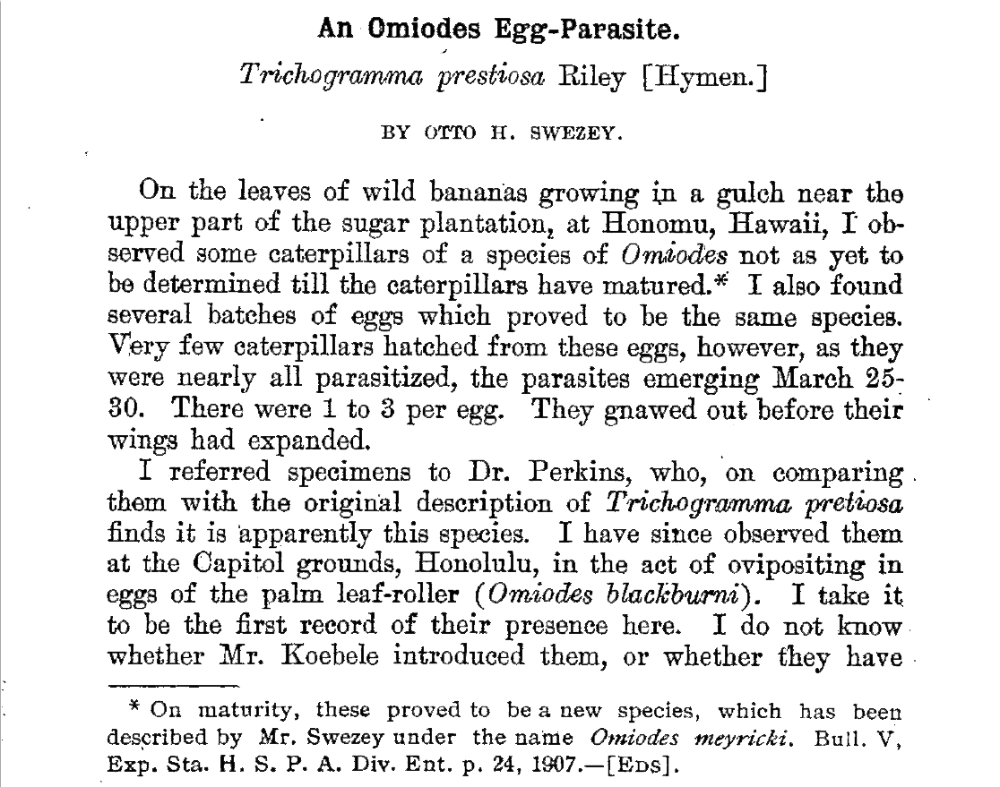 An Omiodes Egg-Parasite.
Trichogramma prestiosa Riley [Hymen.]
BY OTTO H. SWEZEY.
On the leaves of wild bananas growing in a gulch near the
upper part of the sugar plantation, at Honomu, Hawaii, I ob-
served some caterpillars of a species of Omiodes not as yet to
be determined till the caterpillars have matured.* I also found
several batches of eggs which proved to be the same species.
Very few caterpillars hatched from these eggs, however, as they
were nearly all parasitized, the parasites emerging March 25-
30. There were 1 to 3 per egg. They gnawed out before their
wings had expanded.
I referred specimens to Dr. Perkins, who, on comparing
them with the original description of Trichogramma pretiosa
finds it is apparently this species. I have since observed them
at the Capitol grounds, Honolulu, in the act of ovipositing in
eggs of the palm leaf-roller (Omiodes blackburni). I take it
to be the first record of their presence here. I do not know
whether Mr. Koebele introduced them, or whether they have
* On maturity, these proved to be a new species, which has been
described by Mr. Swezey under the name Omiodes meyricki. Bull. V,
Exp. Sta. H. S. P. A. Div. Ent. p. 24, 1907.—[EDS].